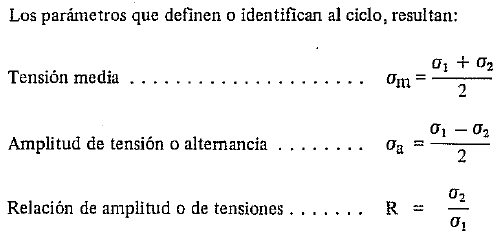 Los parámetros que definen o identifican al ciclo, resultan:
Tensión media . . . . . . . . . . . . . . . . . . . . . σm = (σ1 + σ2) / 2
Amplitud de tensión o alternancia . . . . . . . . σa = (σ1 − σ2) / 2
Relación de amplitud o de tensiones . . . . . . . R = σ2 / σ1